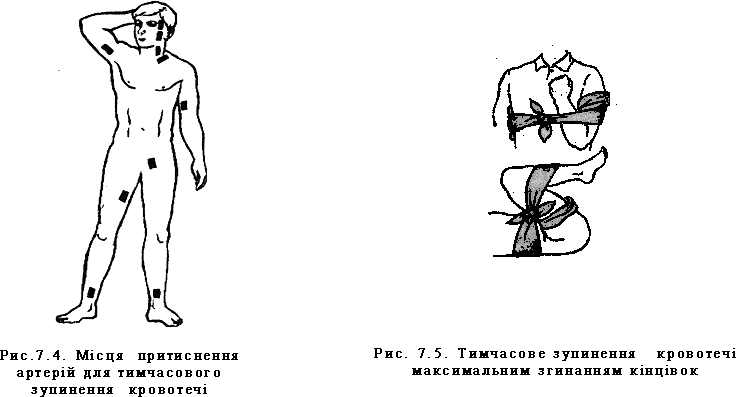 Рис.7.4. Місця притиснення
артерій для тимчасового
зупинення кровотечі
Рис. 7.5. Тимчасове зупинення кровотечі
максимальним згинанням кінцівок